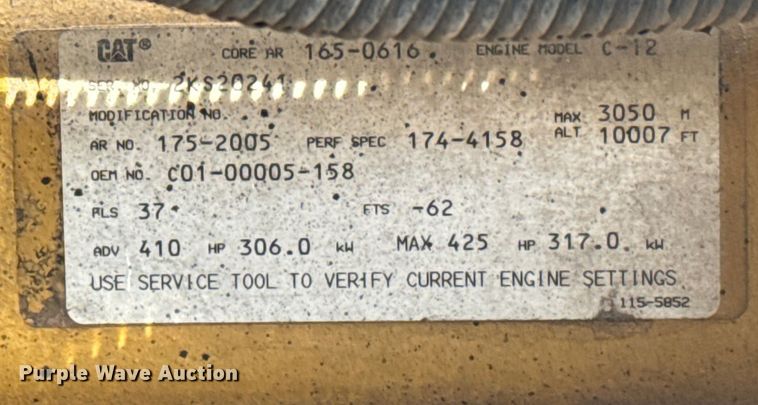 CAT® CORE AR 165-0616. ENGINE MODEL C-12
SER. NO. 2KS20241
MODIFICATION NO.
MAX ALT 3050 M 10007 FT
AR NO. 175-2005 PERF SPEC 174-4158
OEM NO. C01-00005-158
FLS 37 FTS -62
ADV 410 HP 306.0 kW MAX 425 HP 317.0 kW
USE SERVICE TOOL TO VERIFY CURRENT ENGINE SETTINGS
115-5852
Purple Wave Auction